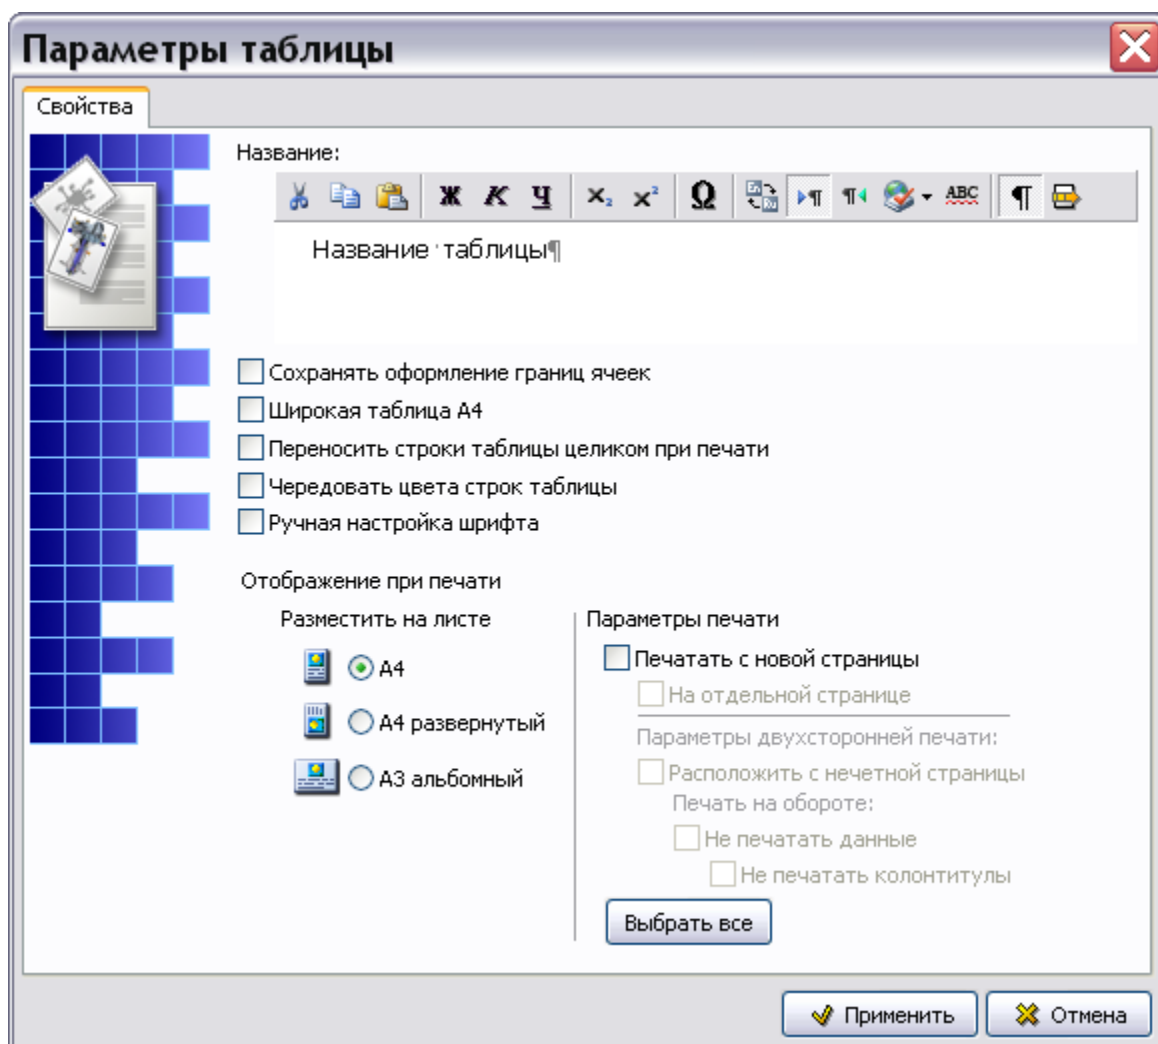 Параметры таблицы
Свойства
Название:
Ж К Ч X₂ X² Ω ABC ¶
Название·таблицы¶
Сохранять оформление границ ячеек
Широкая таблица А4
Переносить строки таблицы целиком при печати
Чередовать цвета строк таблицы
Ручная настройка шрифта
Отображение при печати
Разместить на листе
А4
А4 развернутый
А3 альбомный
Параметры печати
Печатать с новой страницы
На отдельной странице
Параметры двухсторонней печати:
Расположить с нечетной страницы
Печать на обороте:
Не печатать данные
Не печатать колонтитулы
Выбрать все
Применить
Отмена